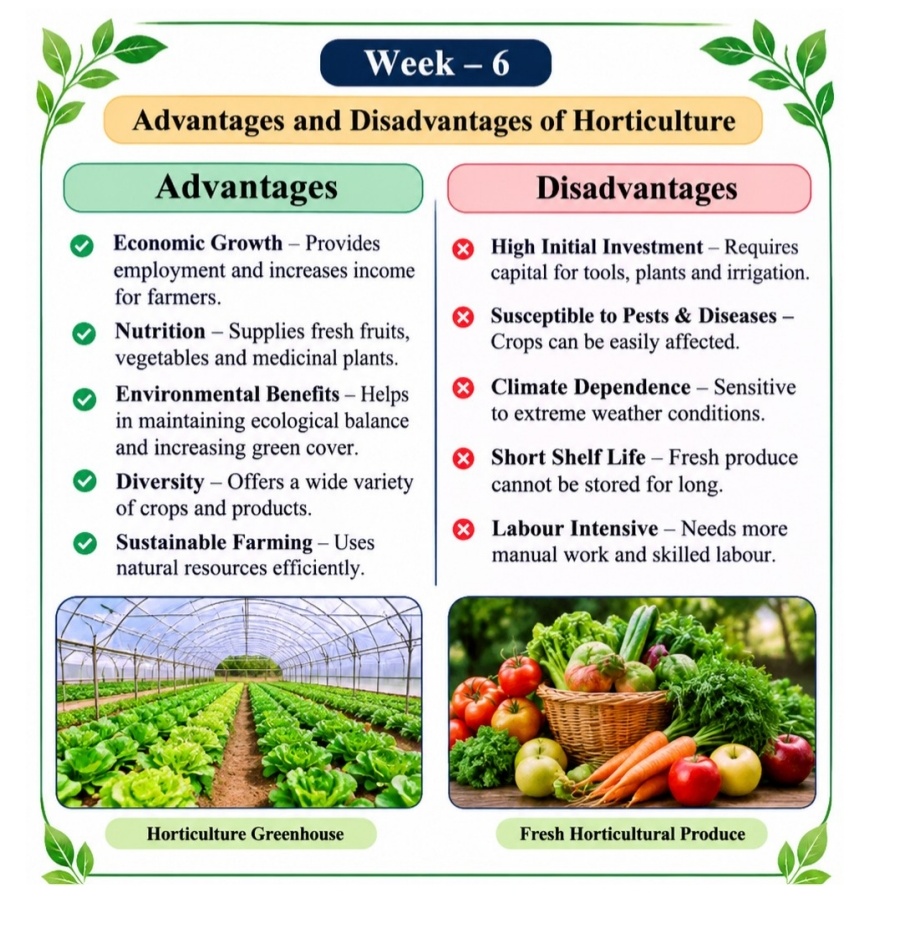 Week – 6
Advantages and Disadvantages of Horticulture
Advantages
Economic Growth – Provides
employment and increases income
for farmers.
Nutrition – Supplies fresh fruits,
vegetables and medicinal plants.
Environmental Benefits – Helps
in maintaining ecological balance
and increasing green cover.
Diversity – Offers a wide variety
of crops and products.
Sustainable Farming – Uses
natural resources efficiently.
Disadvantages
High Initial Investment – Requires
capital for tools, plants and irrigation.
Susceptible to Pests & Diseases –
Crops can be easily affected.
Climate Dependence – Sensitive
to extreme weather conditions.
Short Shelf Life – Fresh produce
cannot be stored for long.
Labour Intensive – Needs more
manual work and skilled labour.
Horticulture Greenhouse
Fresh Horticultural Produce